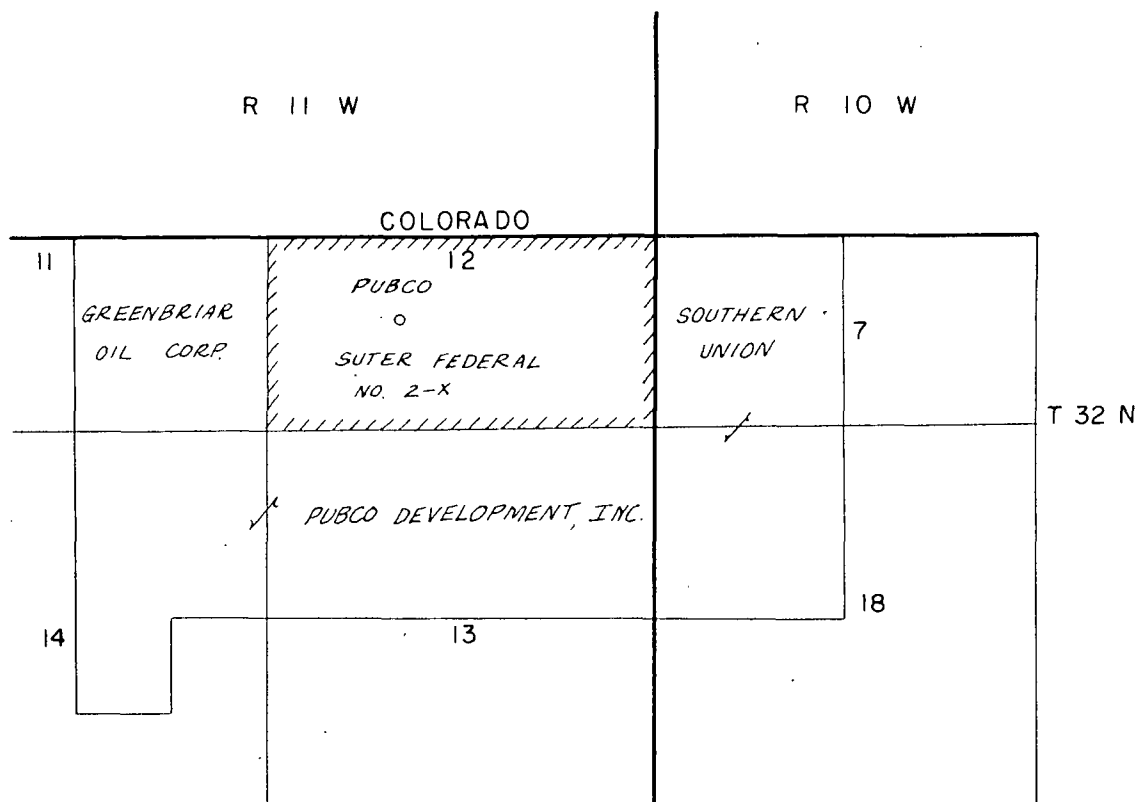 R 11 W
R 10 W
COLORADO
11
12
PUBCO
GREENBRIAR
OIL CORP.
SUTER FEDERAL
NO. 2-X
SOUTHERN
UNION
7
T 32 N
PUBCO DEVELOPMENT, INC.
14
13
18